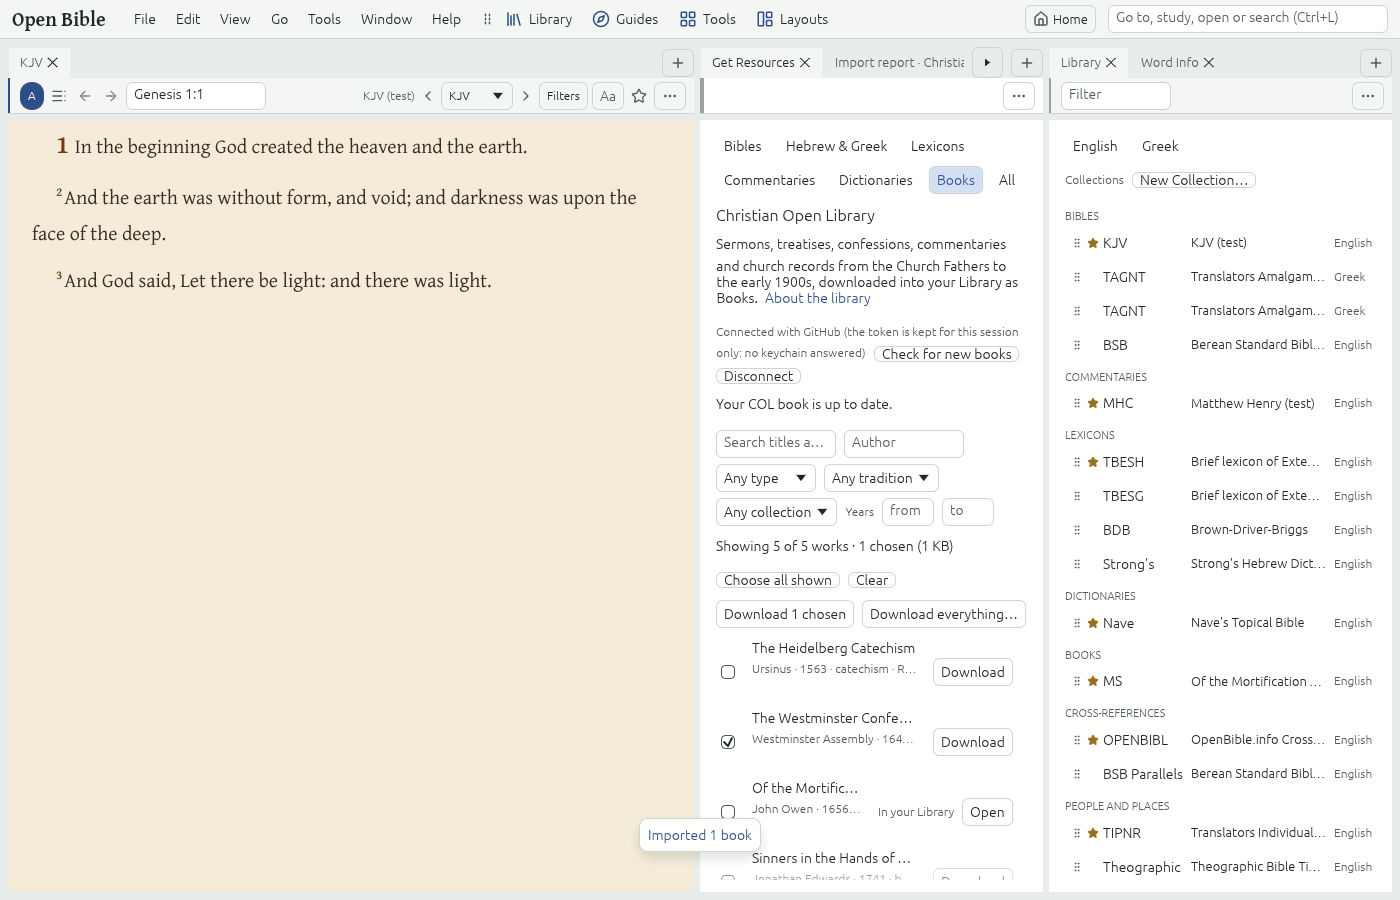 Open Bible File Edit View Go Tools Window Help Library Guides Tools Layouts Home Go to, study, open or search (Ctrl+L)
KJV
A Genesis 1:1 KJV (test) KJV Filters Aa
1 In the beginning God created the heaven and the earth.
2 And the earth was without form, and void; and darkness was upon the
face of the deep.
3 And God said, Let there be light: and there was light.
Get Resources Import report · Christia
Bibles Hebrew & Greek Lexicons
Commentaries Dictionaries Books All
Christian Open Library
Sermons, treatises, confessions, commentaries
and church records from the Church Fathers to
the early 1900s, downloaded into your Library as
Books. About the library
Connected with GitHub (the token is kept for this session
only: no keychain answered) Check for new books
Disconnect
Your COL book is up to date.
Search titles a... Author
Any type Any tradition
Any collection Years from to
Showing 5 of 5 works · 1 chosen (1 KB)
Choose all shown Clear
Download 1 chosen Download everything...
The Heidelberg Catechism
Ursinus · 1563 · catechism · R... Download
The Westminster Confe...
Westminster Assembly · 164... Download
Of the Mortific...
John Owen · 1656... In your Library Open
Imported 1 book
Sinners in the Hands of ...
Jonathan Edwards · 1741 · b... Download
Library Word Info
Filter
English Greek
Collections New Collection...
BIBLES
KJV KJV (test) English
TAGNT Translators Amalgam... Greek
TAGNT Translators Amalgam... Greek
BSB Berean Standard Bibl... English
COMMENTARIES
MHC Matthew Henry (test) English
LEXICONS
TBESH Brief lexicon of Exte... English
TBESG Brief lexicon of Exte... English
BDB Brown-Driver-Briggs English
Strong's Strong's Hebrew Dict... English
DICTIONARIES
Nave Nave's Topical Bible English
BOOKS
MS Of the Mortification ... English
CROSS-REFERENCES
OPENBIBL OpenBible.info Cross... English
BSB Parallels Berean Standard Bibl... English
PEOPLE AND PLACES
TIPNR Translators Individual... English
Theographic Theographic Bible Ti... English